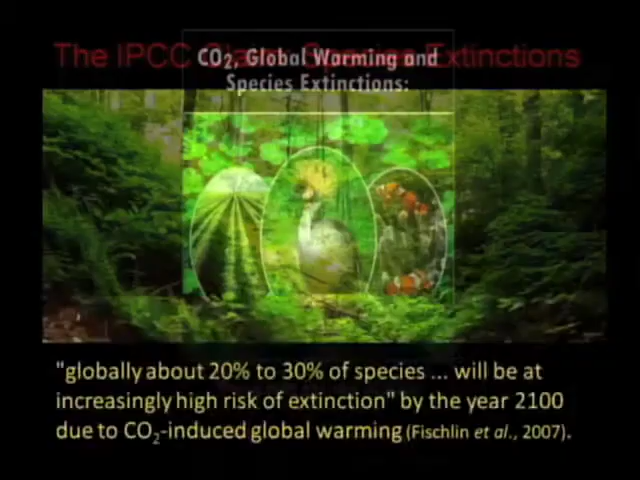 The IPCC Claim: Species Extinctions
CO2, Global Warming and
Species Extinctions:
"globally about 20% to 30% of species ... will be at
increasingly high risk of extinction" by the year 2100
due to CO2-induced global warming (Fischlin et al., 2007).